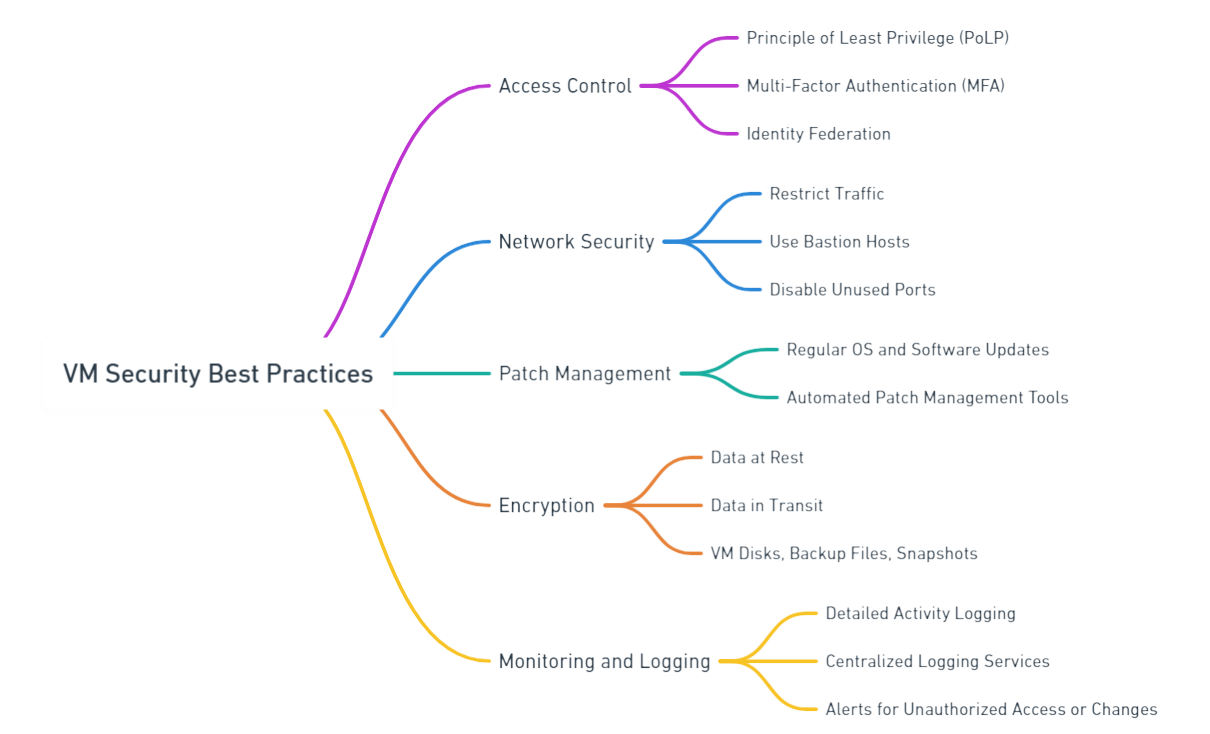 VM Security Best Practices
Access Control
Principle of Least Privilege (PoLP)
Multi-Factor Authentication (MFA)
Identity Federation
Network Security
Restrict Traffic
Use Bastion Hosts
Disable Unused Ports
Patch Management
Regular OS and Software Updates
Automated Patch Management Tools
Encryption
Data at Rest
Data in Transit
VM Disks, Backup Files, Snapshots
Monitoring and Logging
Detailed Activity Logging
Centralized Logging Services
Alerts for Unauthorized Access or Changes